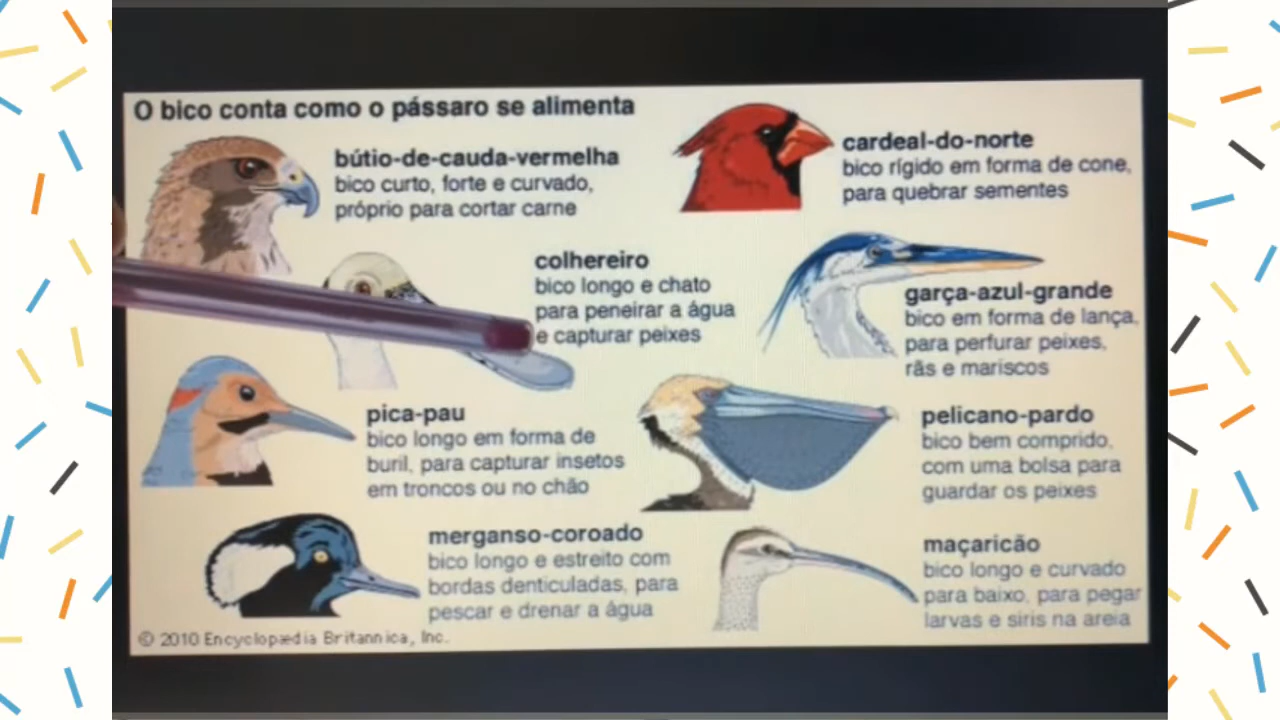 O bico conta como o pássaro se alimenta
bútio-de-cauda-vermelha
bico curto, forte e curvado,
próprio para cortar carne
cardeal-do-norte
bico rígido em forma de cone,
para quebrar sementes
colhereiro
bico longo e chato
para peneirar a água
e capturar peixes
garça-azul-grande
bico em forma de lança,
para perfurar peixes,
rãs e mariscos
pica-pau
bico longo em forma de
buril, para capturar insetos
em troncos ou no chão
pelicano-pardo
bico bem comprido,
com uma bolsa para
guardar os peixes
merganso-coroado
bico longo e estreito com
bordas denticuladas, para
pescar e drenar a água
maçaricão
bico longo e curvado
para baixo, para pegar
larvas e siris na areia
© 2010 Encyclopædia Britannica, Inc.